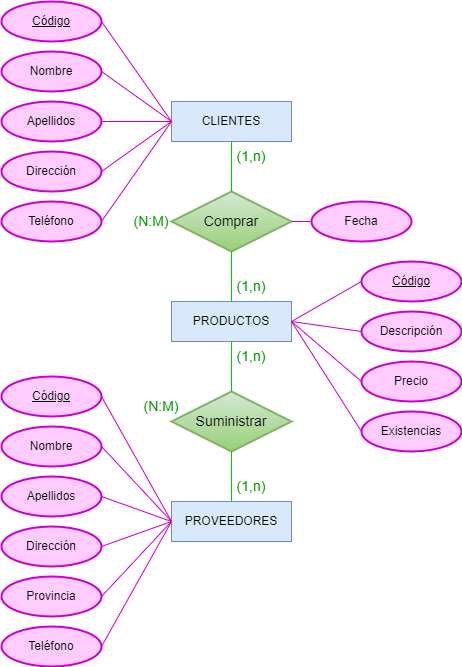 Código
Nombre
Apellidos
Dirección
Teléfono
CLIENTES
(1,n)
(N:M)
Comprar
Fecha
(1,n)
PRODUCTOS
Código
Descripción
Precio
Existencias
(1,n)
(N:M)
Suministrar
(1,n)
PROVEEDORES
Código
Nombre
Apellidos
Dirección
Provincia
Teléfono